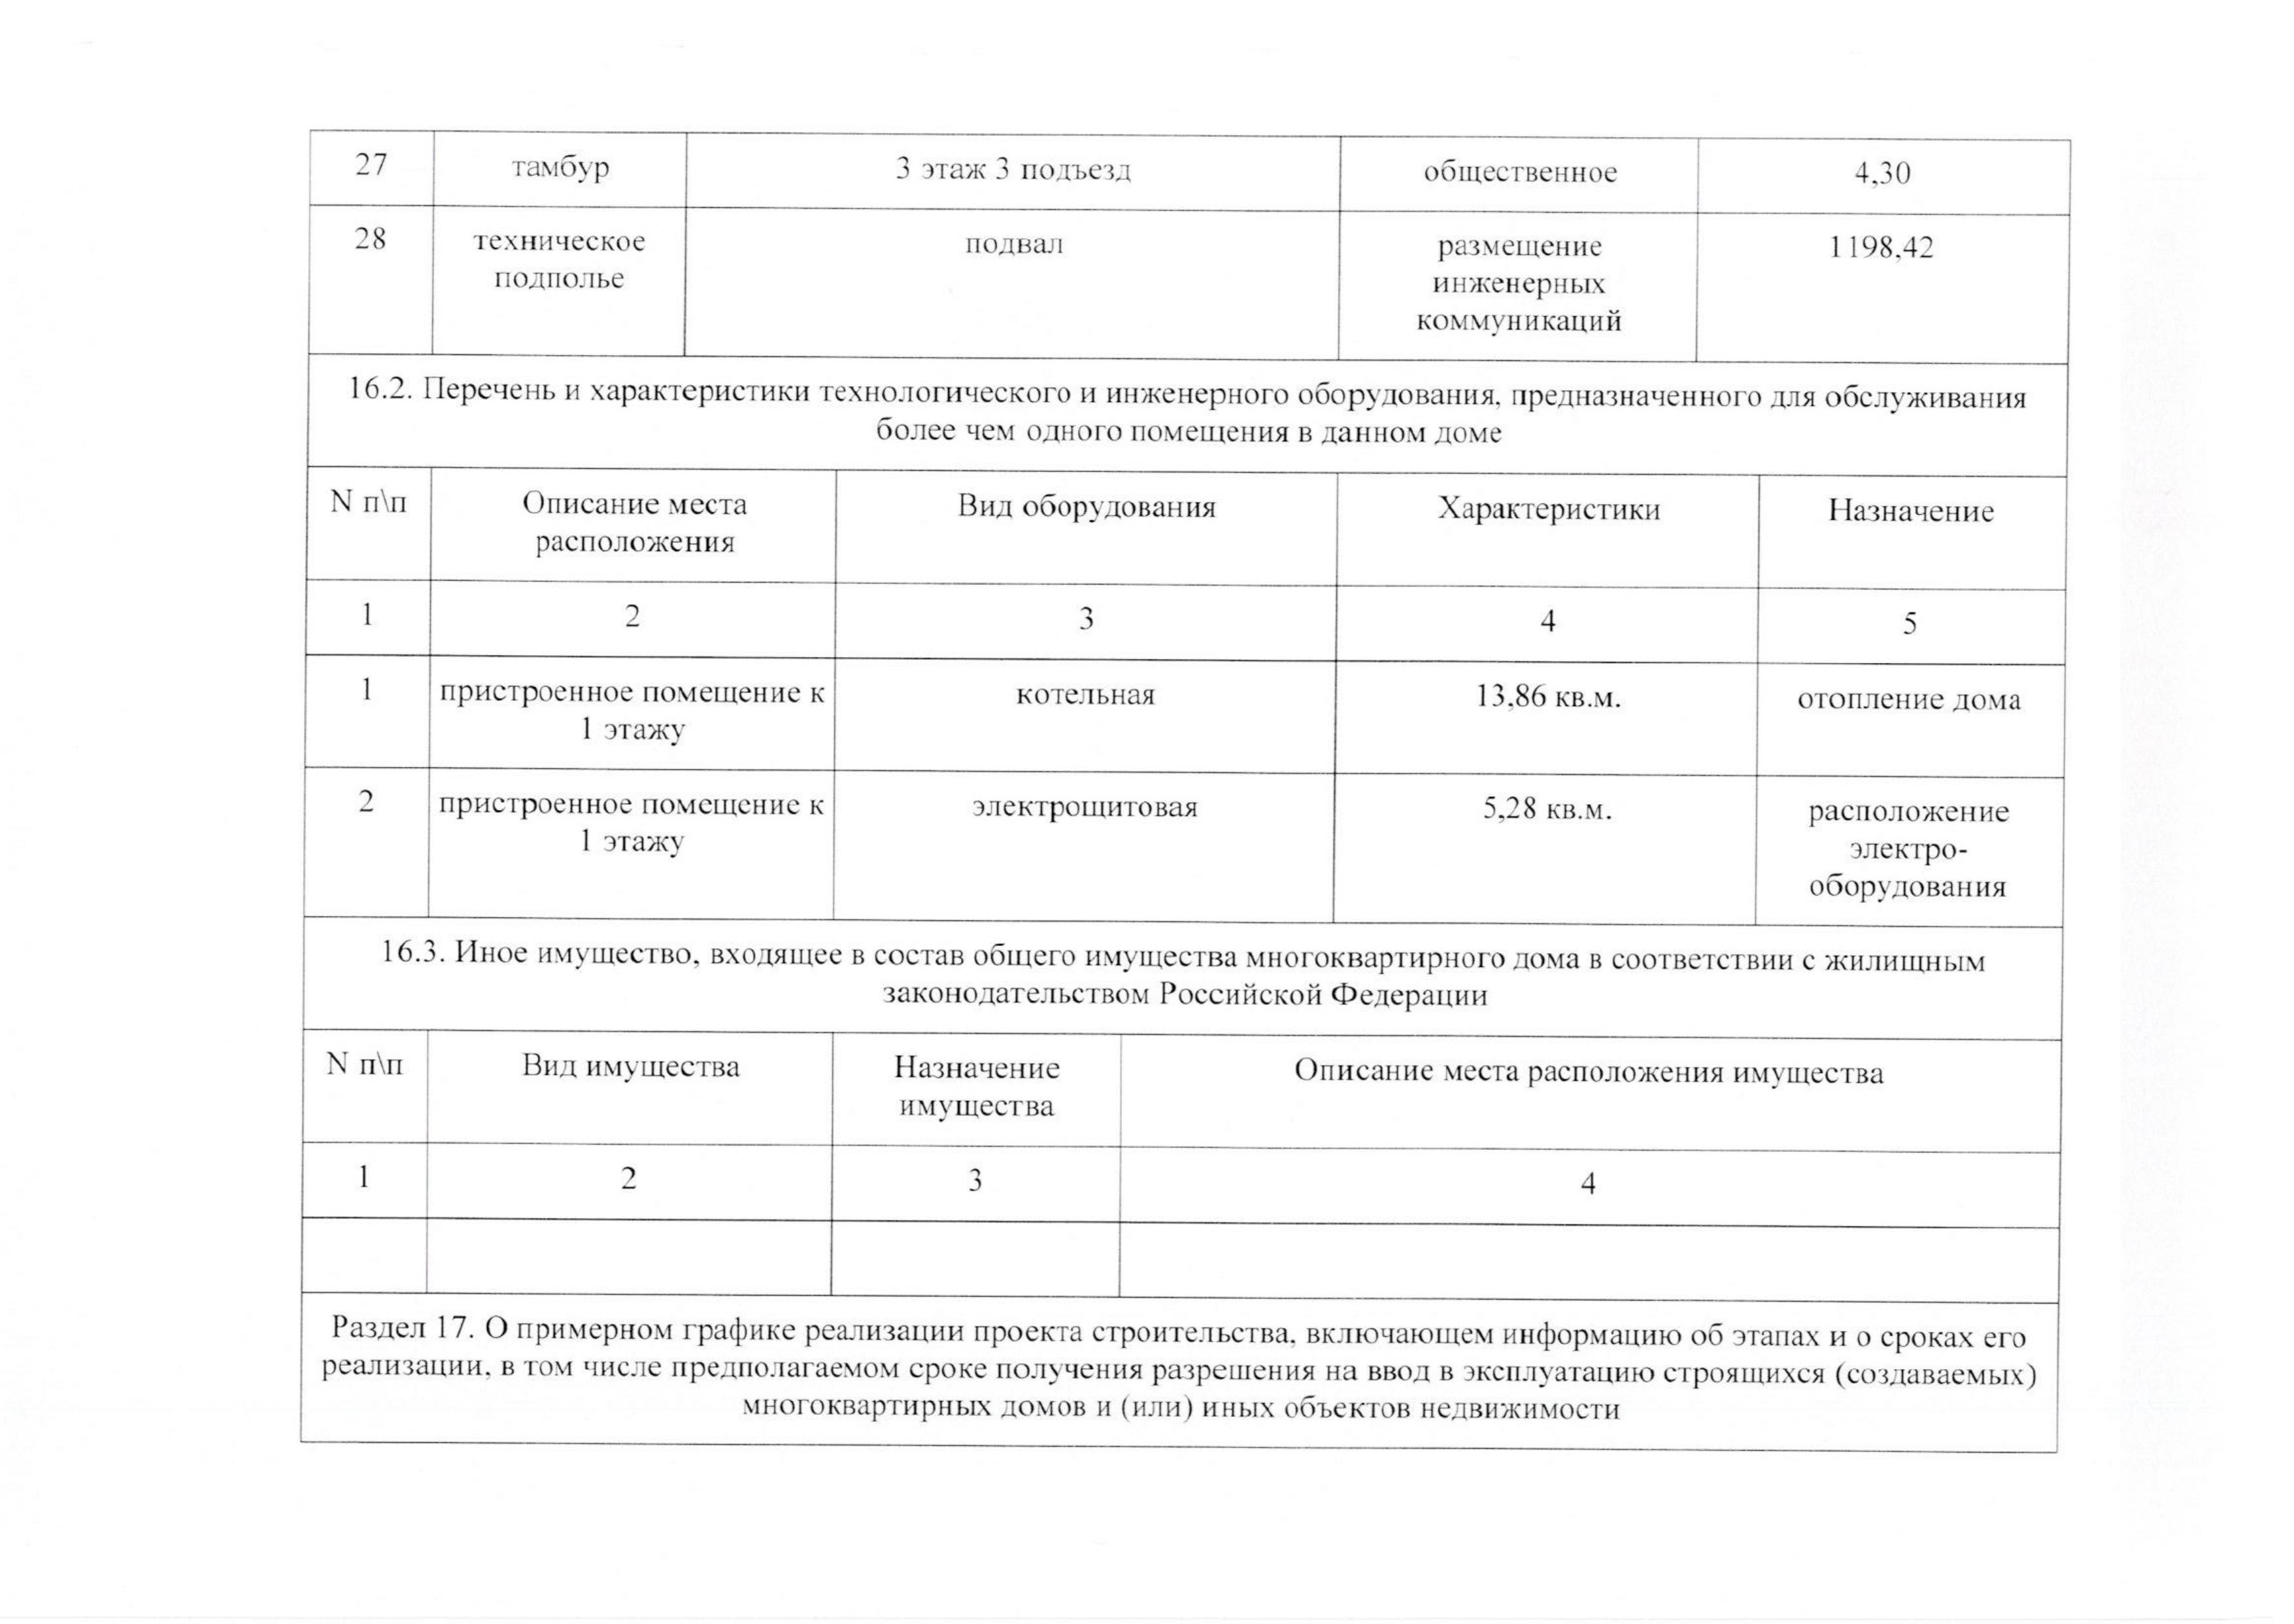 27 тамбур 3 этаж 3 подъезд общественное 4,30
28 техническое подвал размещение 1198,42
подполье инженерных
коммуникаций
16.2. Перечень и характеристики технологического и инженерного оборудования, предназначенного для обслуживания
более чем одного помещения в данном доме
N п\п Описание места Вид оборудования Характеристики Назначение
расположения
1 2 3 4 5
1 пристроенное помещение к котельная 13,86 кв.м. отопление дома
1 этажу
2 пристроенное помещение к электрощитовая 5,28 кв.м. расположение
1 этажу электро-
оборудования
16.3. Иное имущество, входящее в состав общего имущества многоквартирного дома в соответствии с жилищным
законодательством Российской Федерации
N п\п Вид имущества Назначение Описание места расположения имущества
имущества
1 2 3 4
Раздел 17. О примерном графике реализации проекта строительства, включающем информацию об этапах и о сроках его
реализации, в том числе предполагаемом сроке получения разрешения на ввод в эксплуатацию строящихся (создаваемых)
многоквартирных домов и (или) иных объектов недвижимости